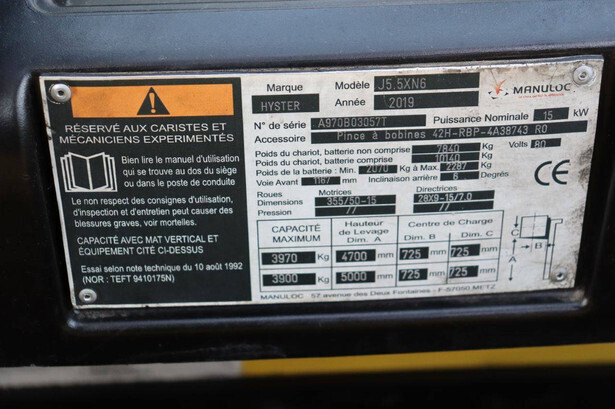 RÉSERVÉ AUX CARISTES ET
MÉCANICIENS EXPERIMENTÉS
Bien lire le manuel d'utilisation
qui se trouve au dos du siège
ou dans le poste de conduite
Le non respect des consignes d'utilisation,
d'inspection et d'entretien peut causer des
blessures graves, voir mortelles.
CAPACITÉ AVEC MAT VERTICAL ET
ÉQUIPEMENT CITÉ CI-DESSUS
Essai selon note technique du 10 août 1992
(NOR : TEFT 9410175N)
Marque HYSTER
Modèle J5.5XN6
Année 2019
MANULOC
N° de série A970B03057T Puissance Nominale 15 kW
Accessoire Pince à bobines 42H-RBP-4A38743 R0 Volts 80
Poids du chariot, batterie non comprise 7860
Poids du chariot, batterie comprise 10140
Poids de la batterie : Min. 2070 Kg à Max. 2287 Kg
Voie Avant 1167 mm Inclinaison arrière 6 Degrés
Roues Motrices Directrices
Dimensions 355/50-15 28X9-15/7.0
Pression // //
CAPACITÉ MAXIMUM Hauteur de Levage Dim. A Centre de Charge Dim. B Dim. C
3970 Kg 4700 mm 725 mm 725 mm
3900 Kg 5000 mm 725 mm 725 mm
C
B
A
CE
MANULOC 57 avenue des Deux Fontaines - F-57050 METZ